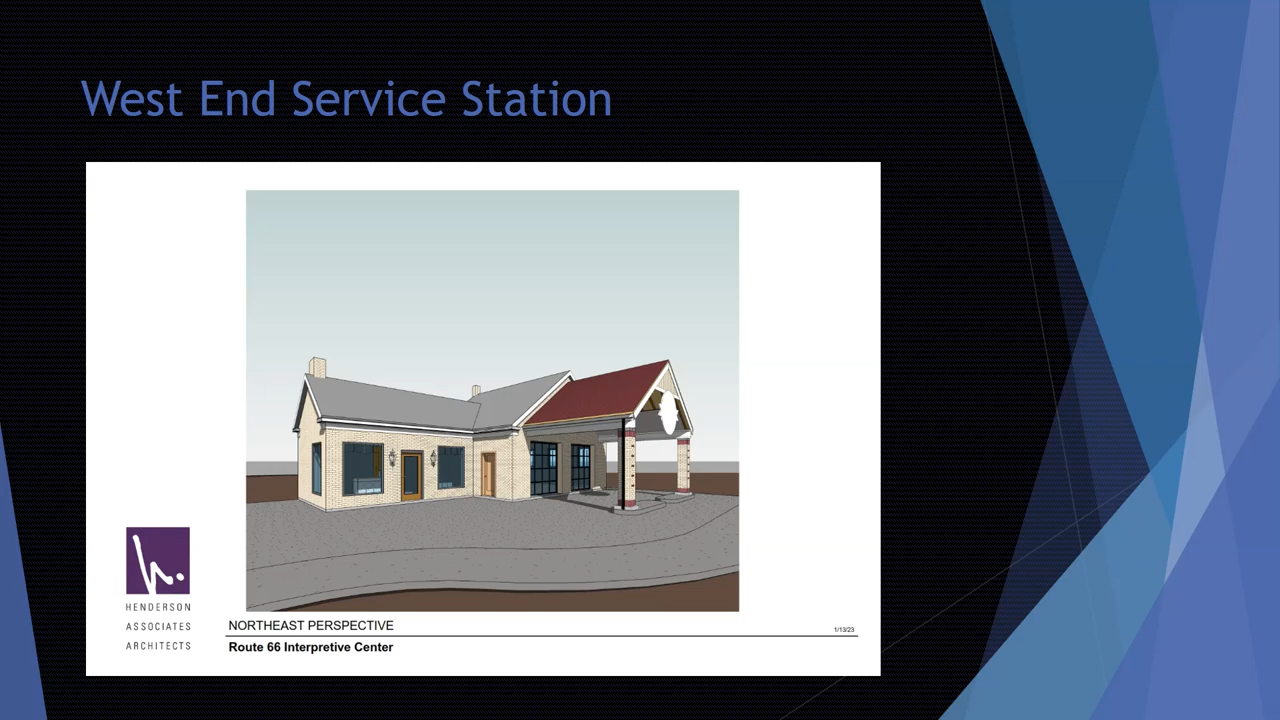 West End Service Station
h.
HENDERSON
ASSOCIATES
ARCHITECTS
NORTHEAST PERSPECTIVE
1/13/23
Route 66 Interpretive Center